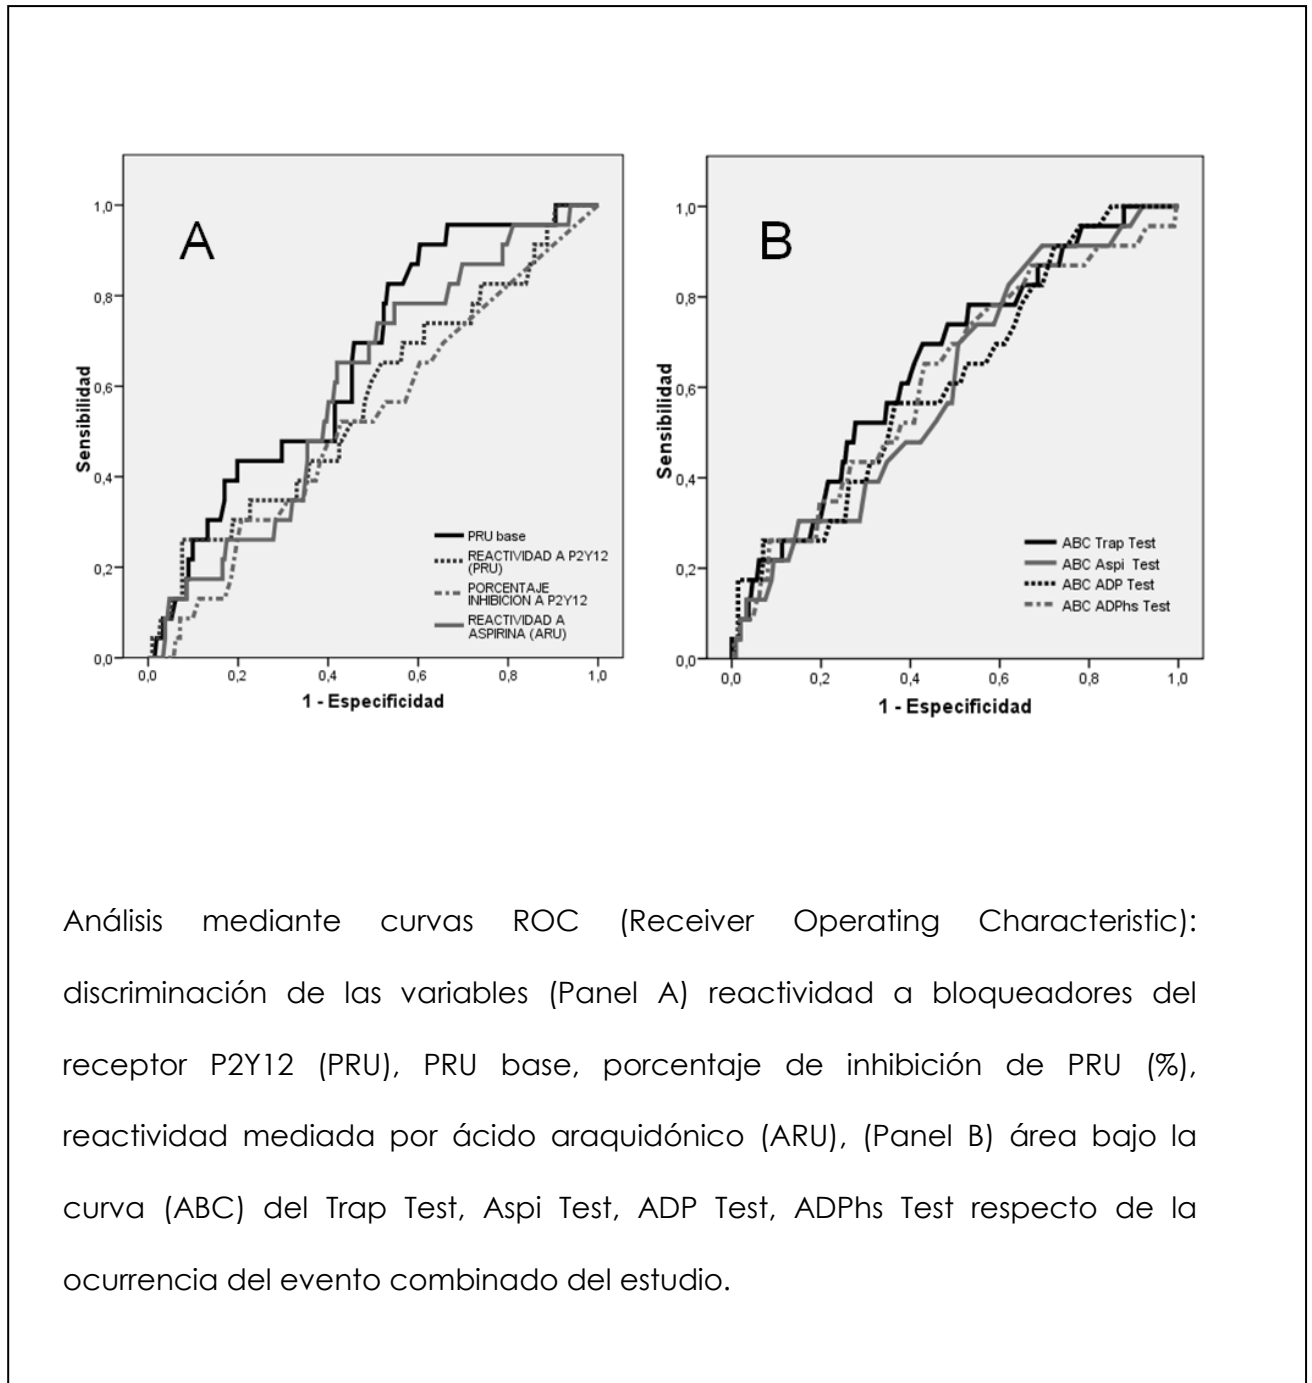 A
1,0
0,8
0,6
0,4
0,2
0,0
Sensibilidad
PRU base
REACTIVIDAD A P2Y12
(PRU)
PORCENTAJE
INHIBICION A P2Y12
REACTIVIDAD A
ASPIRINA (ARU)
0,0 0,2 0,4 0,6 0,8 1,0
1 - Especificidad
B
1,0
0,8
0,6
0,4
0,2
0,0
Sensibilidad
ABC Trap Test
ABC Aspi Test
ABC ADP Test
ABC ADPhs Test
0,0 0,2 0,4 0,6 0,8 1,0
1 - Especificidad
Análisis mediante curvas ROC (Receiver Operating Characteristic):
discriminación de las variables (Panel A) reactividad a bloqueadores del
receptor P2Y12 (PRU), PRU base, porcentaje de inhibición de PRU (%),
reactividad mediada por ácido araquidónico (ARU), (Panel B) área bajo la
curva (ABC) del Trap Test, Aspi Test, ADP Test, ADPhs Test respecto de la
ocurrencia del evento combinado del estudio.